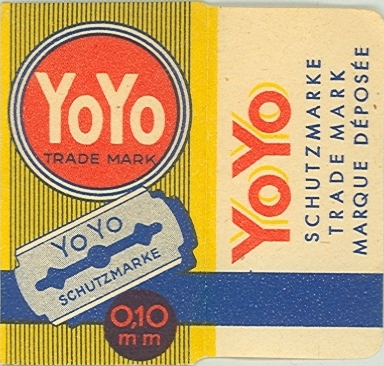 YoYo
TRADE MARK
YOYO
SCHUTZMARKE
0,10
mm
YoYo
SCHUTZMARKE
TRADE MARK
MARQUE DÉPOSÉE